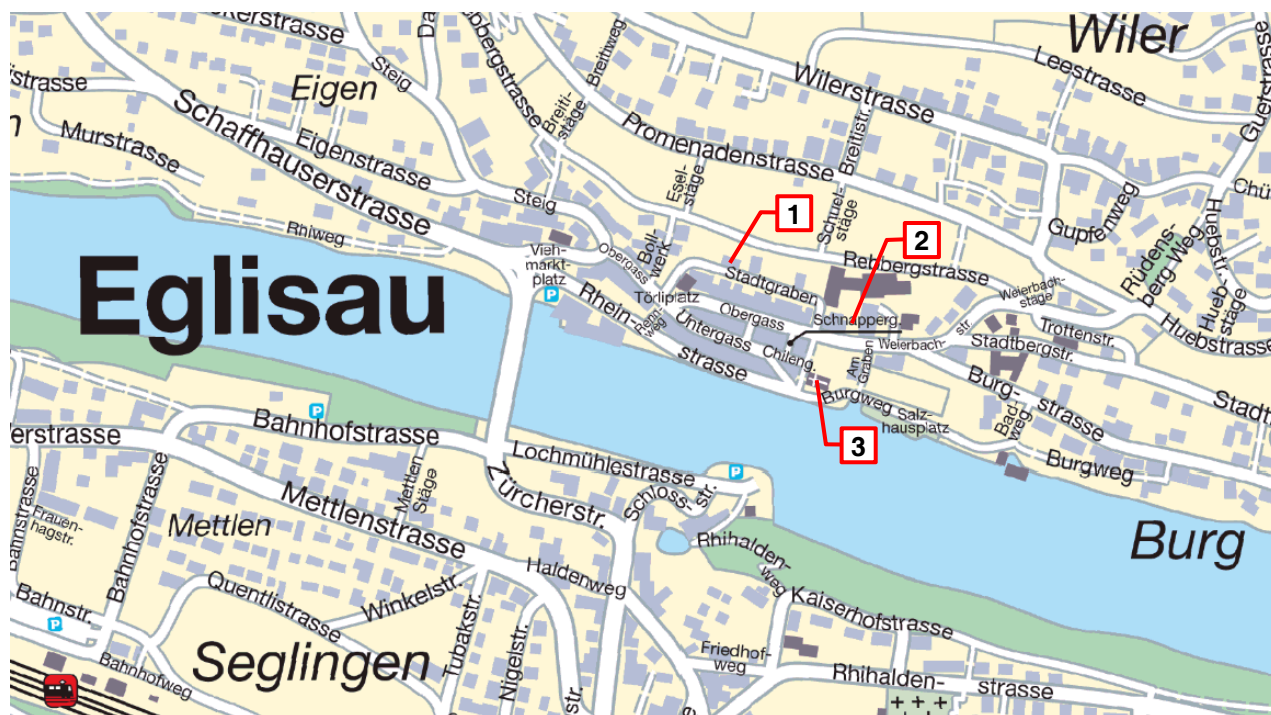 Wiler
Leestrasse
Guetstrasse
Wilerstrasse
Steig
Breitiweg
Eigen
Schaffhauserstrasse
Breiti-
stäge
Promenadenstrasse
Breitistr.
Murstrasse
Eigenstrasse
Esel-
stäge
Chü
Steig
1
Schuel-
stäge
Gupfenweg
Huebstr.
Rüdens-
berg Weg
Rhiweg
2
Vieh-
markt-
platz
Obergass
Boll-
werk
Rebbergstrasse
Stadtgraben
Weierbach-
stäge
Hueb-
stäge
Eglisau
P
Rhein-
strasse
Törliplatz
Renn-
weg
Obergass
Schnapperg.
Weierbach-
str.
Trottenstr.
Huebstrasse
Untergass
Chileng.
Am
Graben
Stadtbergstr.
Burg-
strasse
Stadt
Burgweg
Salz-
hausplatz
Bad-
weg
P
Bahnhofstrasse
erstrasse
3
Burgweg
Lochmühlestrasse
P
Mettlen
Stäge
Zürcherstr.
Schloss-
str.
Bahnstrasse
Frauen-
hagstr.
Bahnhofstrasse
Mettlen
Mettlenstrasse
Burg
Rhihalden-
weg
Haldenweg
Quentlistrasse
Winkelstr.
Kaiserhofstrasse
Bahnstr.
P
Tubakstr.
Nigelstr.
Seglingen
Friedhof-
weg
Bahnhofweg
Rhihalden-
strasse
str.